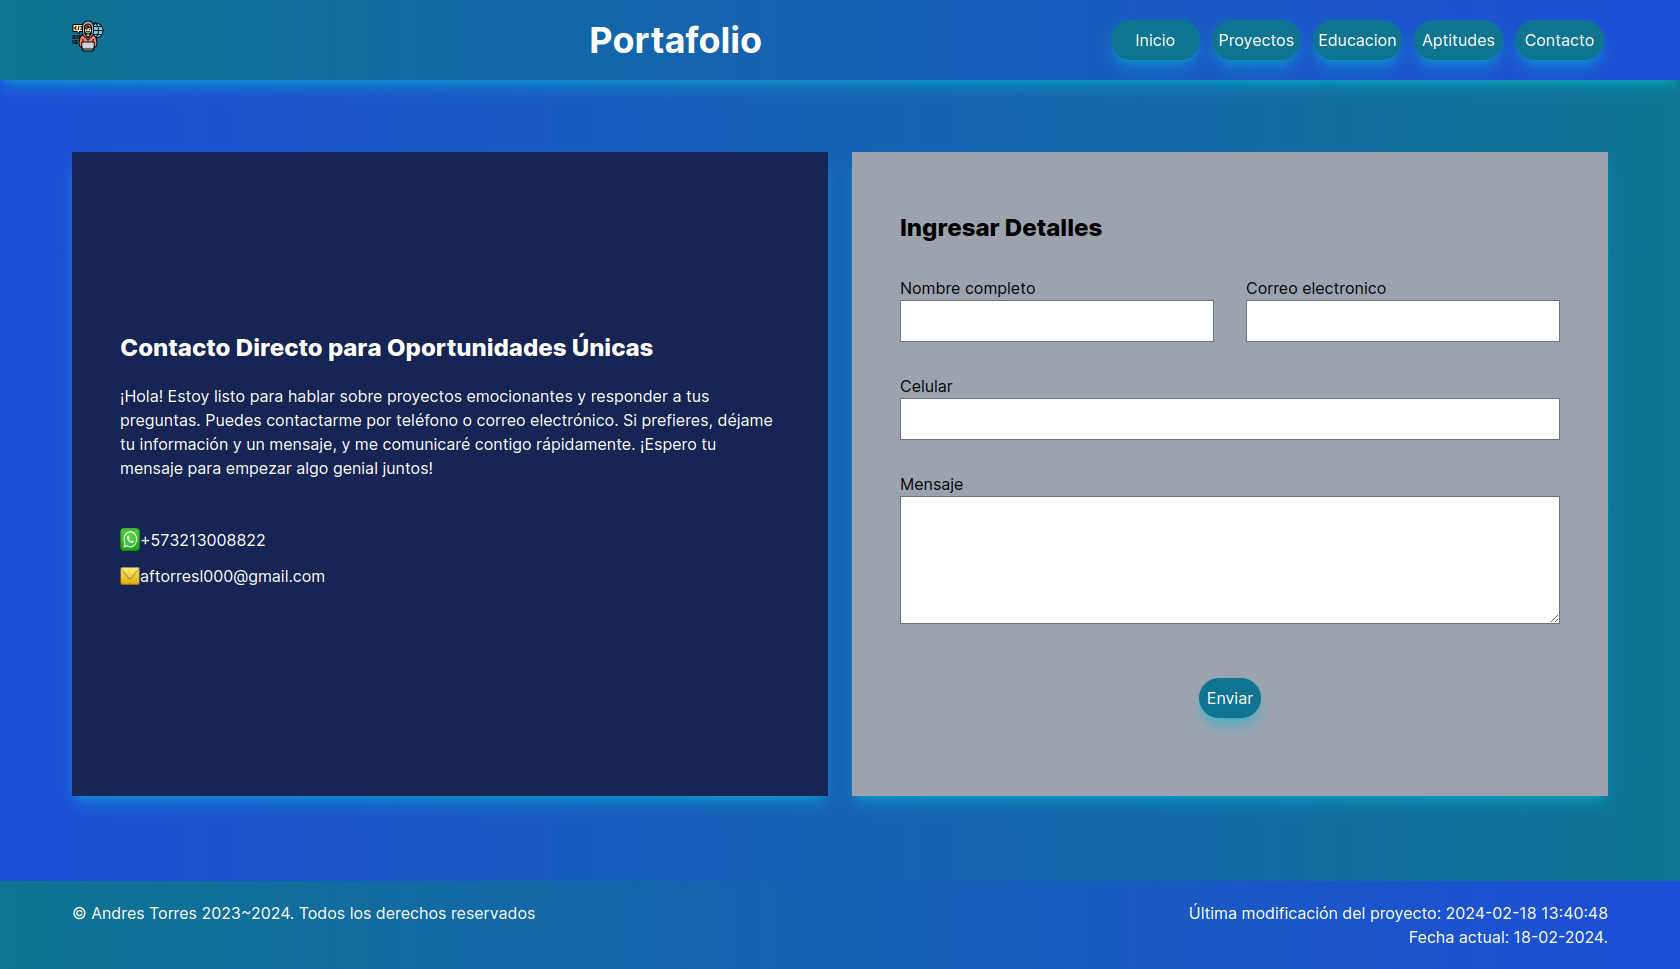 Portafolio
Inicio
Proyectos
Educacion
Aptitudes
Contacto
Contacto Directo para Oportunidades Únicas
¡Hola! Estoy listo para hablar sobre proyectos emocionantes y responder a tus
preguntas. Puedes contactarme por teléfono o correo electrónico. Si prefieres, déjame
tu información y un mensaje, y me comunicaré contigo rápidamente. ¡Espero tu
mensaje para empezar algo genial juntos!
+573213008822
aftorresl000@gmail.com
Ingresar Detalles
Nombre completo
Correo electronico
Celular
Mensaje
Enviar
© Andres Torres 2023~2024. Todos los derechos reservados
Última modificación del proyecto: 2024-02-18 13:40:48
Fecha actual: 18-02-2024.